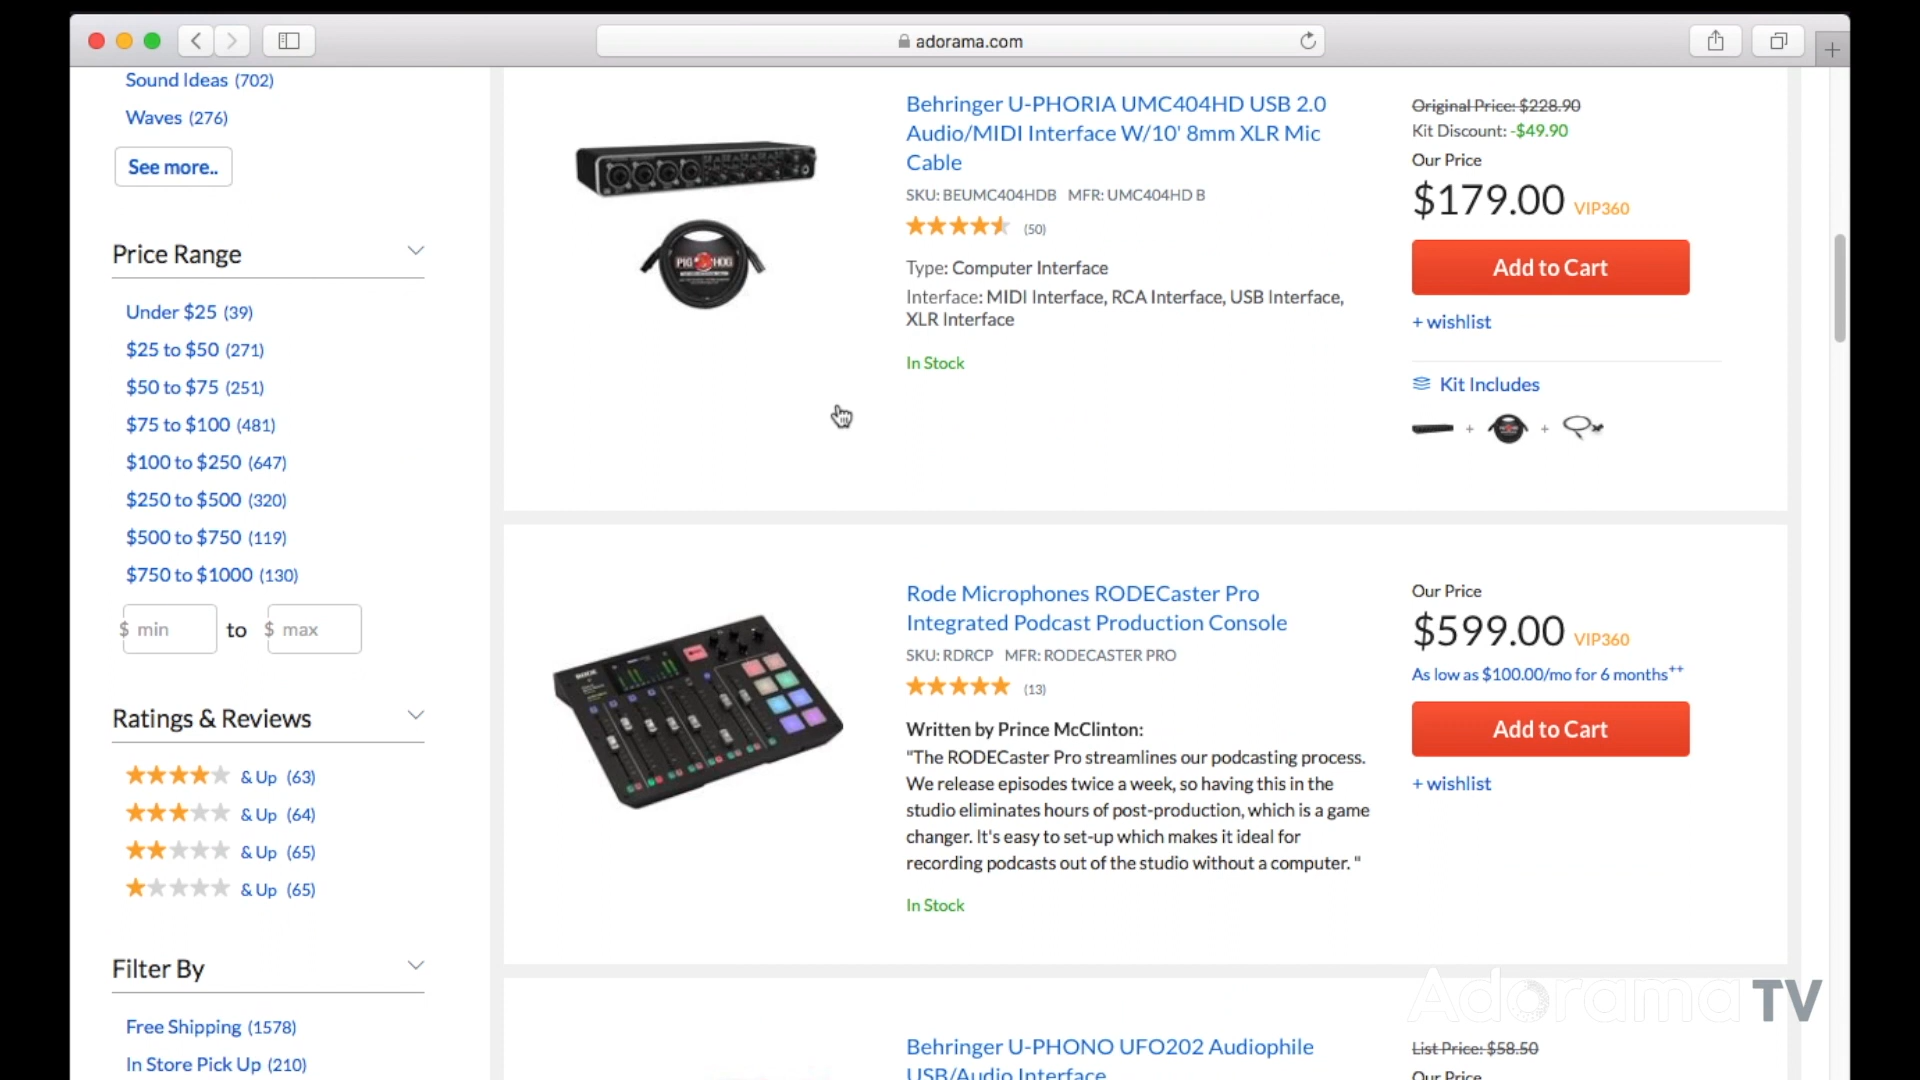 adorama.com
Sound Ideas (702)
Waves (276)
See more..
Price Range
Under $25 (39)
$25 to $50 (271)
$50 to $75 (251)
$75 to $100 (481)
$100 to $250 (647)
$250 to $500 (320)
$500 to $750 (119)
$750 to $1000 (130)
$ min to $ max
Ratings & Reviews
& Up (63)
& Up (64)
& Up (65)
& Up (65)
Filter By
Free Shipping (1578)
In Store Pick Up (210)
PIG HOG
Behringer U-PHORIA UMC404HD USB 2.0
Audio/MIDI Interface W/10' 8mm XLR Mic
Cable
SKU: BEUMC404HDB MFR: UMC404HD B
(50)
Type: Computer Interface
Interface: MIDI Interface, RCA Interface, USB Interface,
XLR Interface
In Stock
Original Price: $228.90
Kit Discount: -$49.90
Our Price
$179.00 VIP360
Add to Cart
+ wishlist
Kit Includes
+ +
RODE
Rode Microphones RODECaster Pro
Integrated Podcast Production Console
SKU: RDRCP MFR: RODECASTER PRO
(13)
Written by Prince McClinton:
"The RODECaster Pro streamlines our podcasting process.
We release episodes twice a week, so having this in the
studio eliminates hours of post-production, which is a game
changer. It's easy to set-up which makes it ideal for
recording podcasts out of the studio without a computer. "
In Stock
Our Price
$599.00 VIP360
As low as $100.00/mo for 6 months++
Add to Cart
+ wishlist
Behringer U-PHONO UFO202 Audiophile
USB/Audio Interface
List Price: $58.50
Our Price
Adorama TV